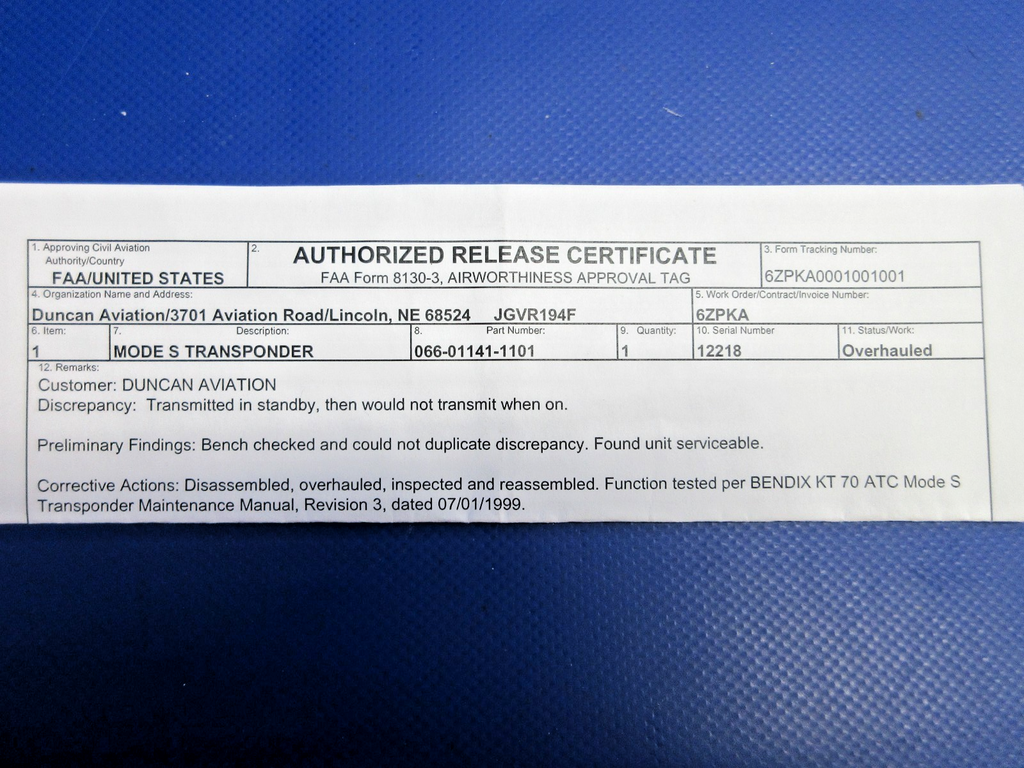 1. Approving Civil Aviation
Authority/Country
FAA/UNITED STATES
2.
AUTHORIZED RELEASE CERTIFICATE
FAA Form 8130-3, AIRWORTHINESS APPROVAL TAG
3. Form Tracking Number:
6ZPKA0001001001
4. Organization Name and Address:
Duncan Aviation/3701 Aviation Road/Lincoln, NE 68524 JGVR194F
5. Work Order/Contract/Invoice Number:
6ZPKA
6. Item:
1
7. Description:
MODE S TRANSPONDER
8. Part Number:
066-01141-1101
9. Quantity:
1
10. Serial Number
12218
11. Status/Work:
Overhauled
12. Remarks:
Customer: DUNCAN AVIATION
Discrepancy: Transmitted in standby, then would not transmit when on.
Preliminary Findings: Bench checked and could not duplicate discrepancy. Found unit serviceable.
Corrective Actions: Disassembled, overhauled, inspected and reassembled. Function tested per BENDIX KT 70 ATC Mode S
Transponder Maintenance Manual, Revision 3, dated 07/01/1999.